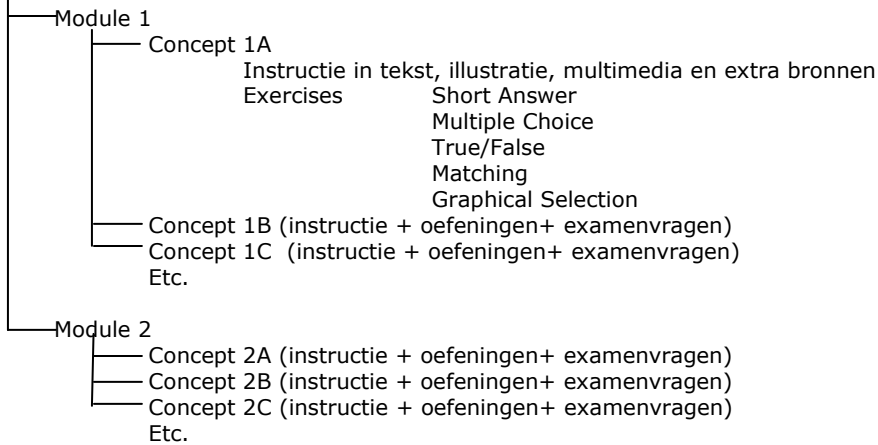 Module 1
Concept 1A
Instructie in tekst, illustratie, multimedia en extra bronnen
Exercises Short Answer
Multiple Choice
True/False
Matching
Graphical Selection
Concept 1B (instructie + oefeningen+ examenvragen)
Concept 1C (instructie + oefeningen+ examenvragen)
Etc.
Module 2
Concept 2A (instructie + oefeningen+ examenvragen)
Concept 2B (instructie + oefeningen+ examenvragen)
Concept 2C (instructie + oefeningen+ examenvragen)
Etc.